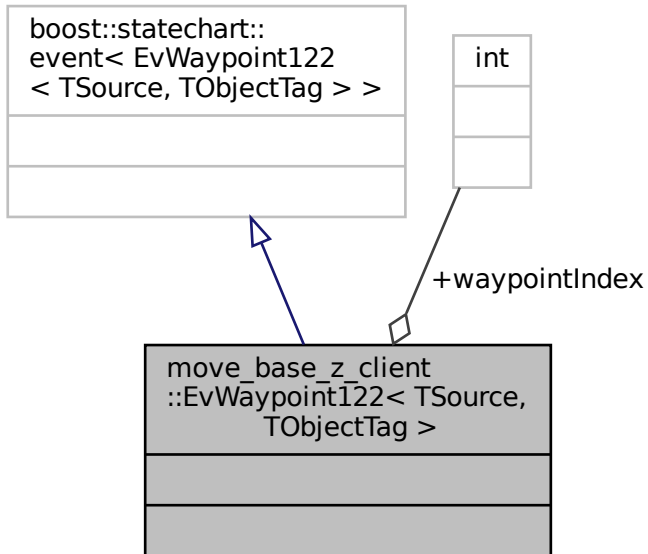 boost::statechart::
event< EvWaypoint122
< TSource, TObjectTag > >
int
+waypointIndex
move_base_z_client
::EvWaypoint122< TSource,
TObjectTag >